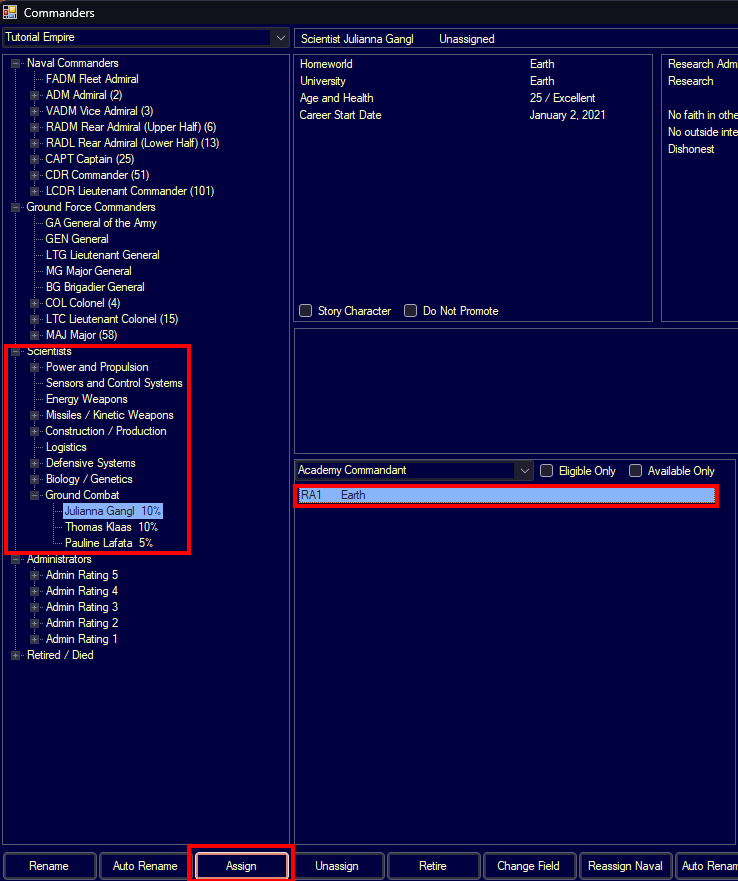 Commanders
Tutorial Empire
Scientist Julianna Gangl Unassigned
Naval Commanders
FADM Fleet Admiral
ADM Admiral (2)
VADM Vice Admiral (3)
RADM Rear Admiral (Upper Half) (6)
RADL Rear Admiral (Lower Half) (13)
CAPT Captain (25)
CDR Commander (51)
LCDR Lieutenant Commander (101)
Ground Force Commanders
GA General of the Army
GEN General
LTG Lieutenant General
MG Major General
BG Brigadier General
COL Colonel (4)
LTC Lieutenant Colonel (15)
MAJ Major (58)
Scientists
Power and Propulsion
Sensors and Control Systems
Energy Weapons
Missiles / Kinetic Weapons
Construction / Production
Logistics
Defensive Systems
Biology / Genetics
Ground Combat
Julianna Gangl 10%
Thomas Klaas 10%
Pauline Lafata 5%
Administrators
Admin Rating 5
Admin Rating 4
Admin Rating 3
Admin Rating 2
Admin Rating 1
Retired / Died
Homeworld Earth
University Earth
Age and Health 25 / Excellent
Career Start Date January 2, 2021
Story Character Do Not Promote
Research Adm
Research
No faith in othe
No outside inte
Dishonest
Academy Commandant Eligible Only Available Only
RA1 Earth
Rename Auto Rename Assign Unassign Retire Change Field Reassign Naval Auto Renam